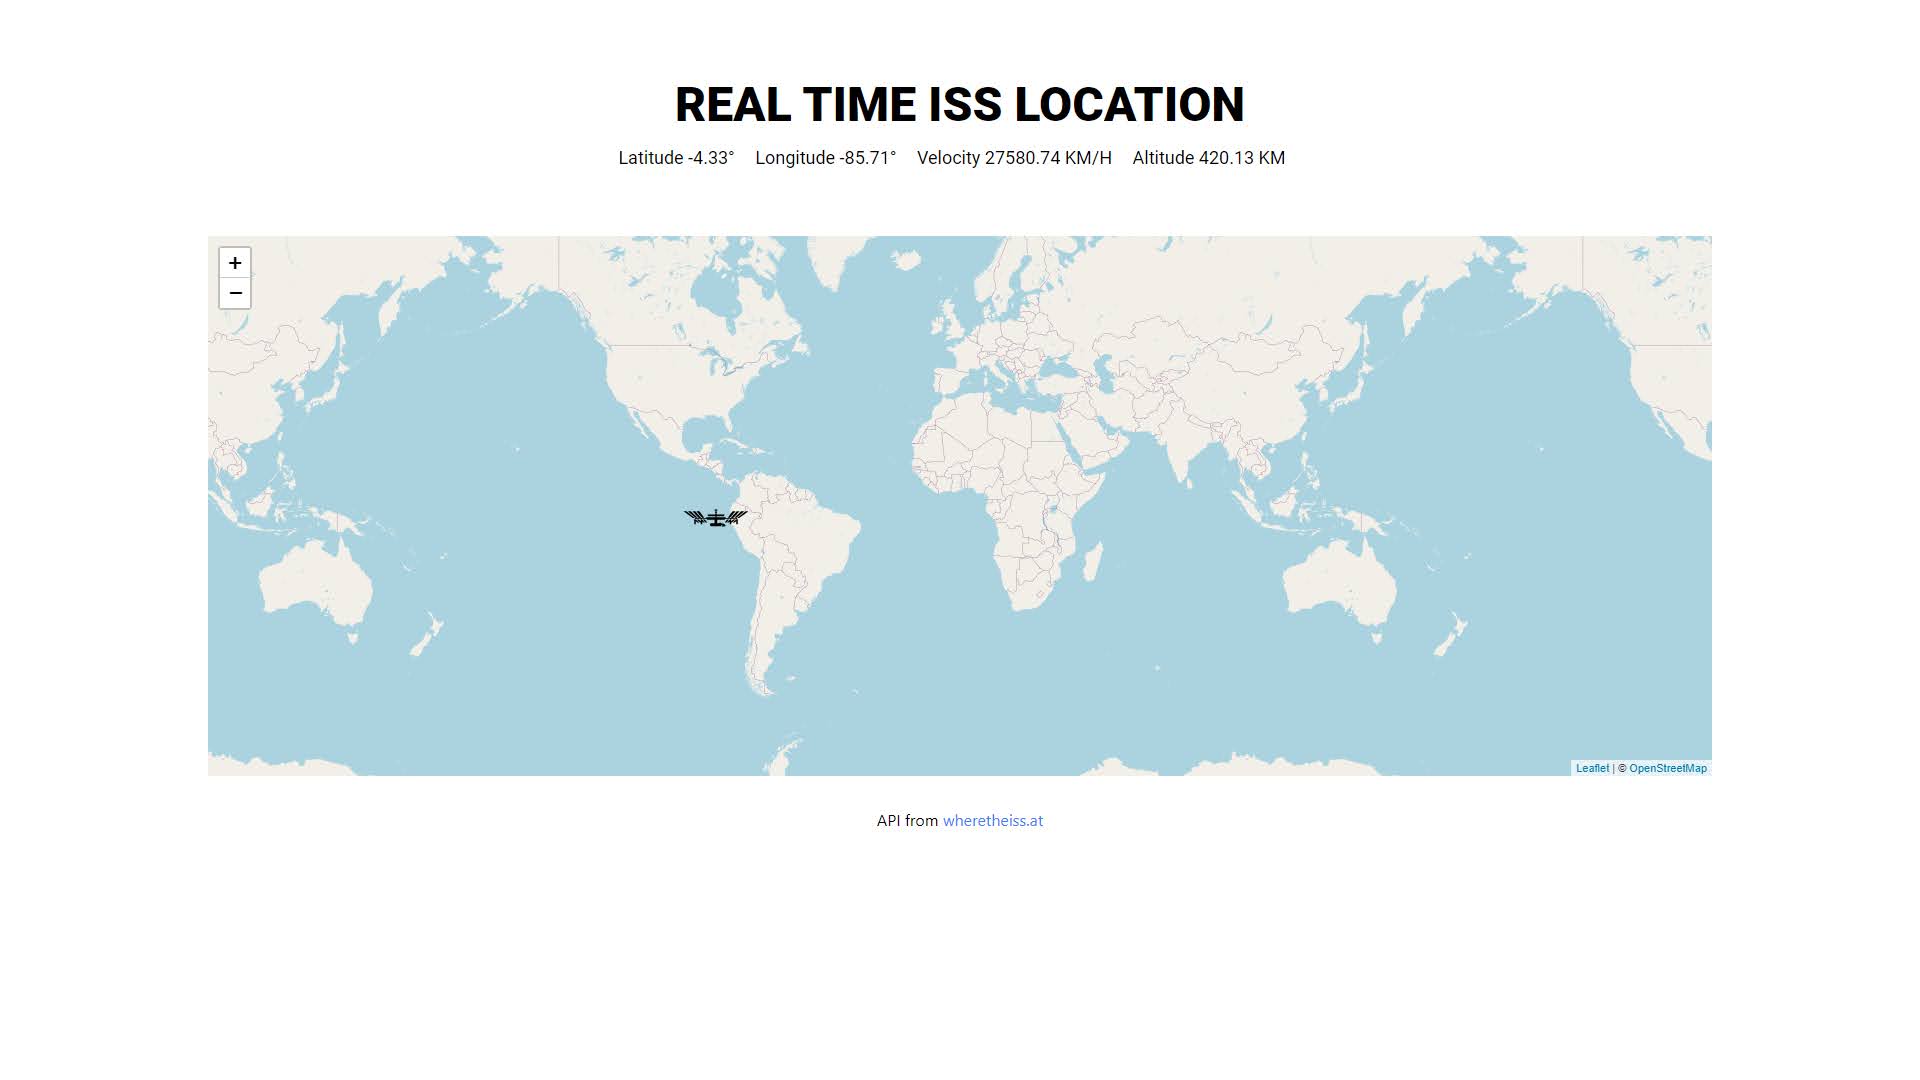 REAL TIME ISS LOCATION
Latitude -4.33° Longitude -85.71° Velocity 27580.74 KM/H Altitude 420.13 KM
+
−
Leaflet | © OpenStreetMap
API from wheretheiss.at